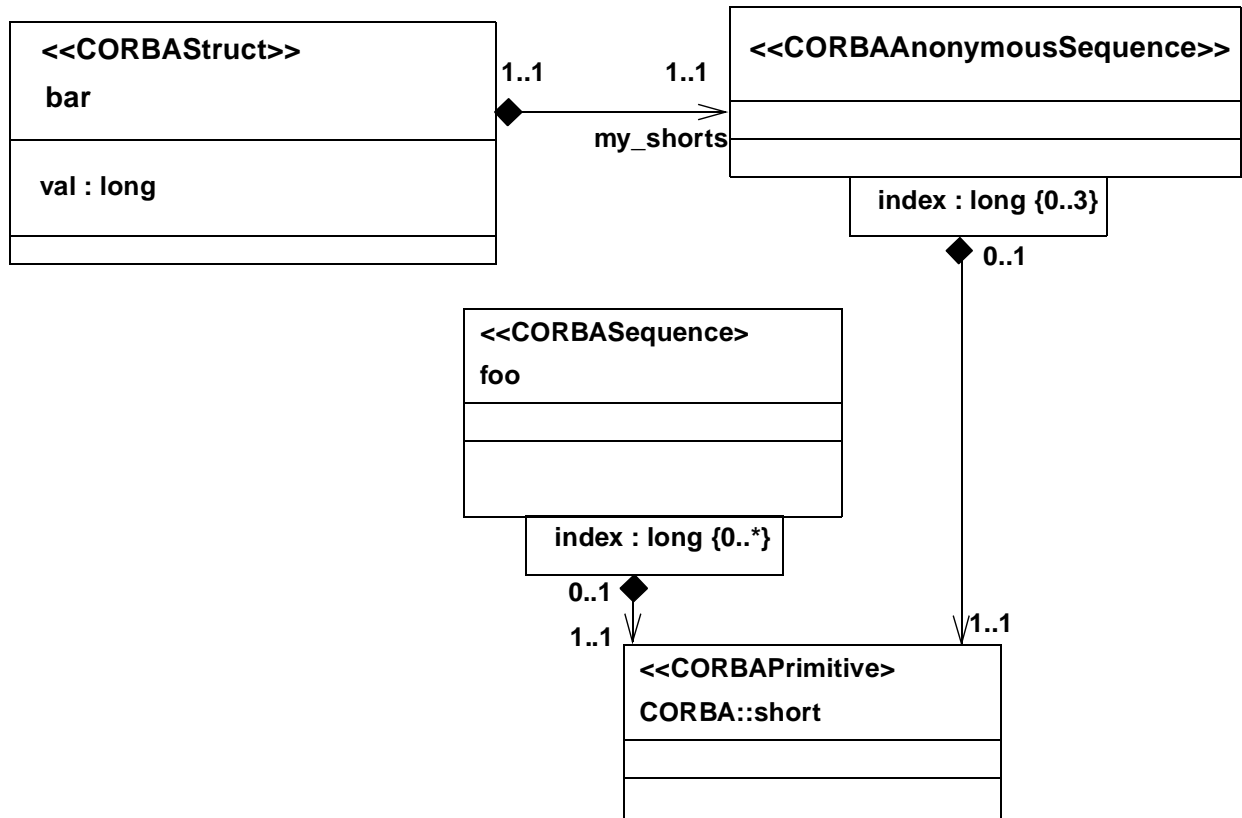 <<CORBAStruct>>
bar
val : long
1..1
1..1
my_shorts
<<CORBAAnonymousSequence>>
index : long {0..3}
0..1
<<CORBASequence>
foo
index : long {0..*}
0..1
1..1
1..1
<<CORBAPrimitive>
CORBA::short